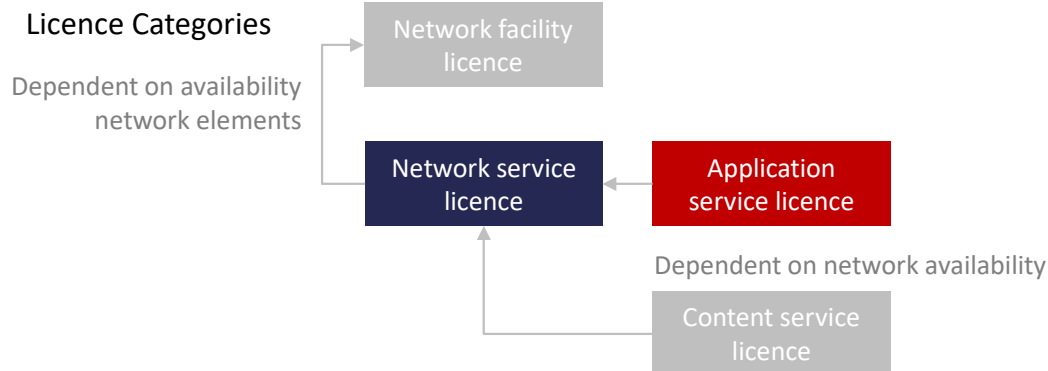 Licence Categories
Network facility
licence
Dependent on availability
network elements
Network service
licence
Application
service licence
Dependent on network availability
Content service
licence